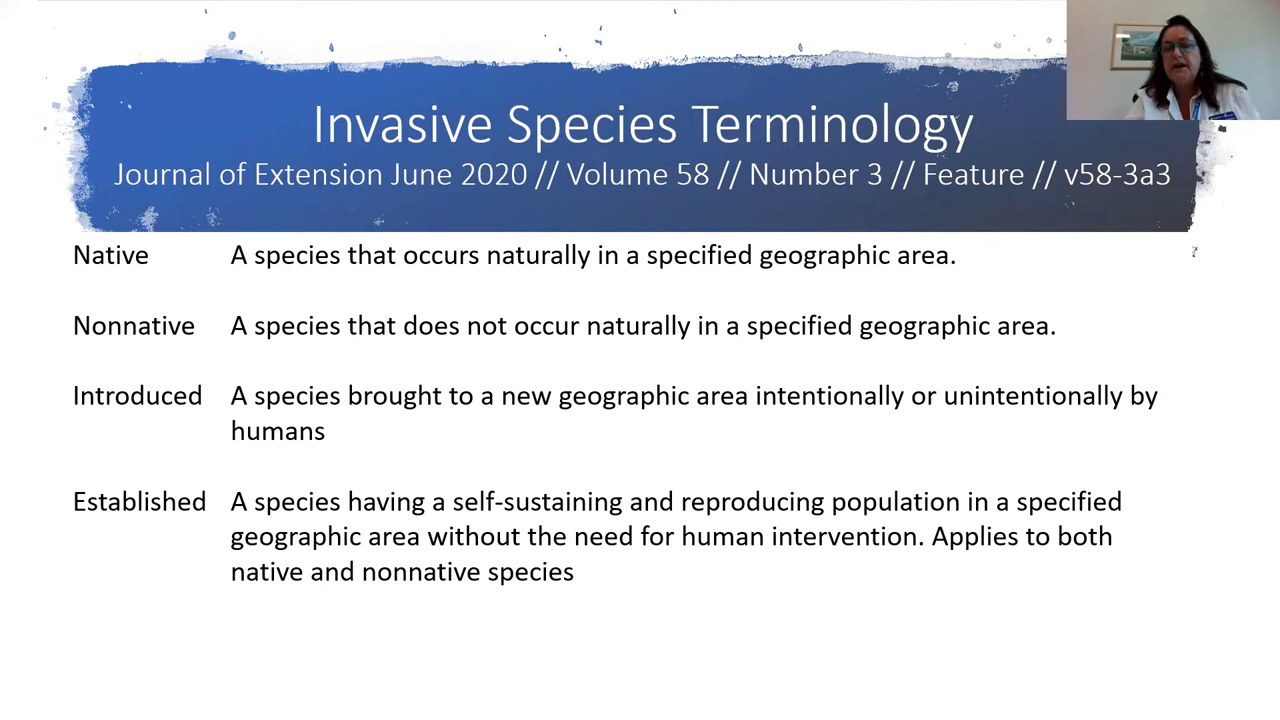 Invasive Species Terminology
Journal of Extension June 2020 // Volume 58 // Number 3 // Feature // v58-3a3
Native A species that occurs naturally in a specified geographic area.
Nonnative A species that does not occur naturally in a specified geographic area.
Introduced A species brought to a new geographic area intentionally or unintentionally by
humans
Established A species having a self-sustaining and reproducing population in a specified
geographic area without the need for human intervention. Applies to both
native and nonnative species